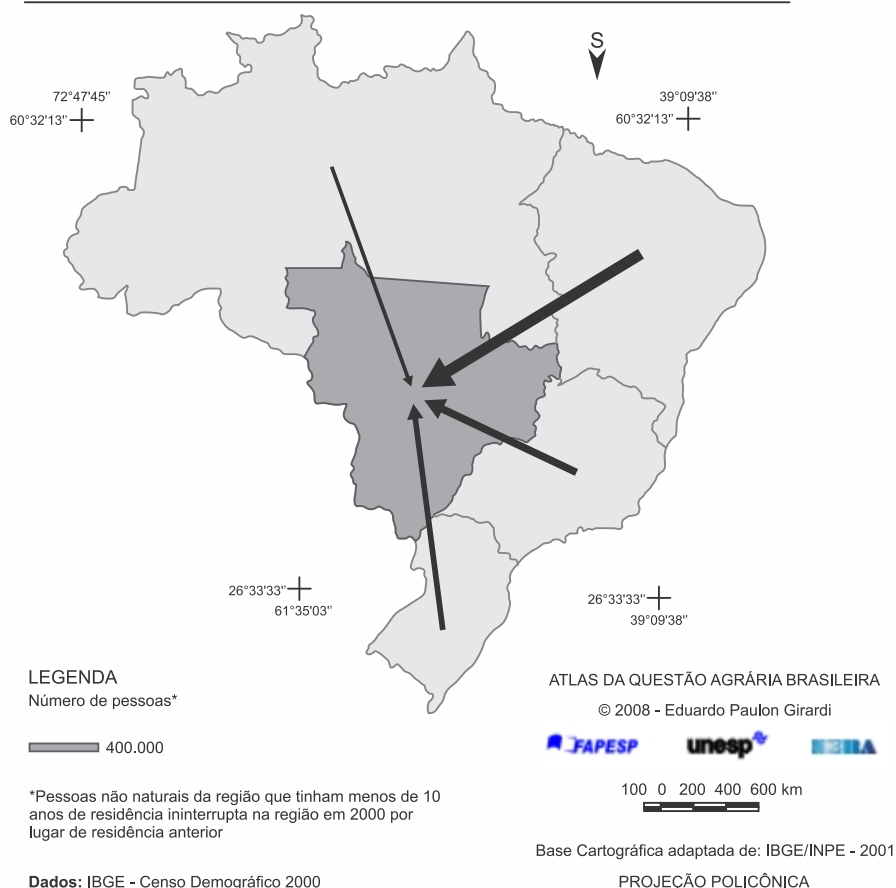 S
72°47'45"
60°32'13"
39°09'38"
60°32'13"
26°33'33"
61°35'03"
26°33'33"
39°09'38"
LEGENDA
Número de pessoas*
400.000
*Pessoas não naturais da região que tinham menos de 10
anos de residência ininterrupta na região em 2000 por
lugar de residência anterior
Dados: IBGE - Censo Demográfico 2000
ATLAS DA QUESTÃO AGRÁRIA BRASILEIRA
© 2008 - Eduardo Paulon Girardi
FAPESP unesp NERA
100 0 200 400 600 km
Base Cartográfica adaptada de: IBGE/INPE - 2001
PROJEÇÃO POLICÔNICA